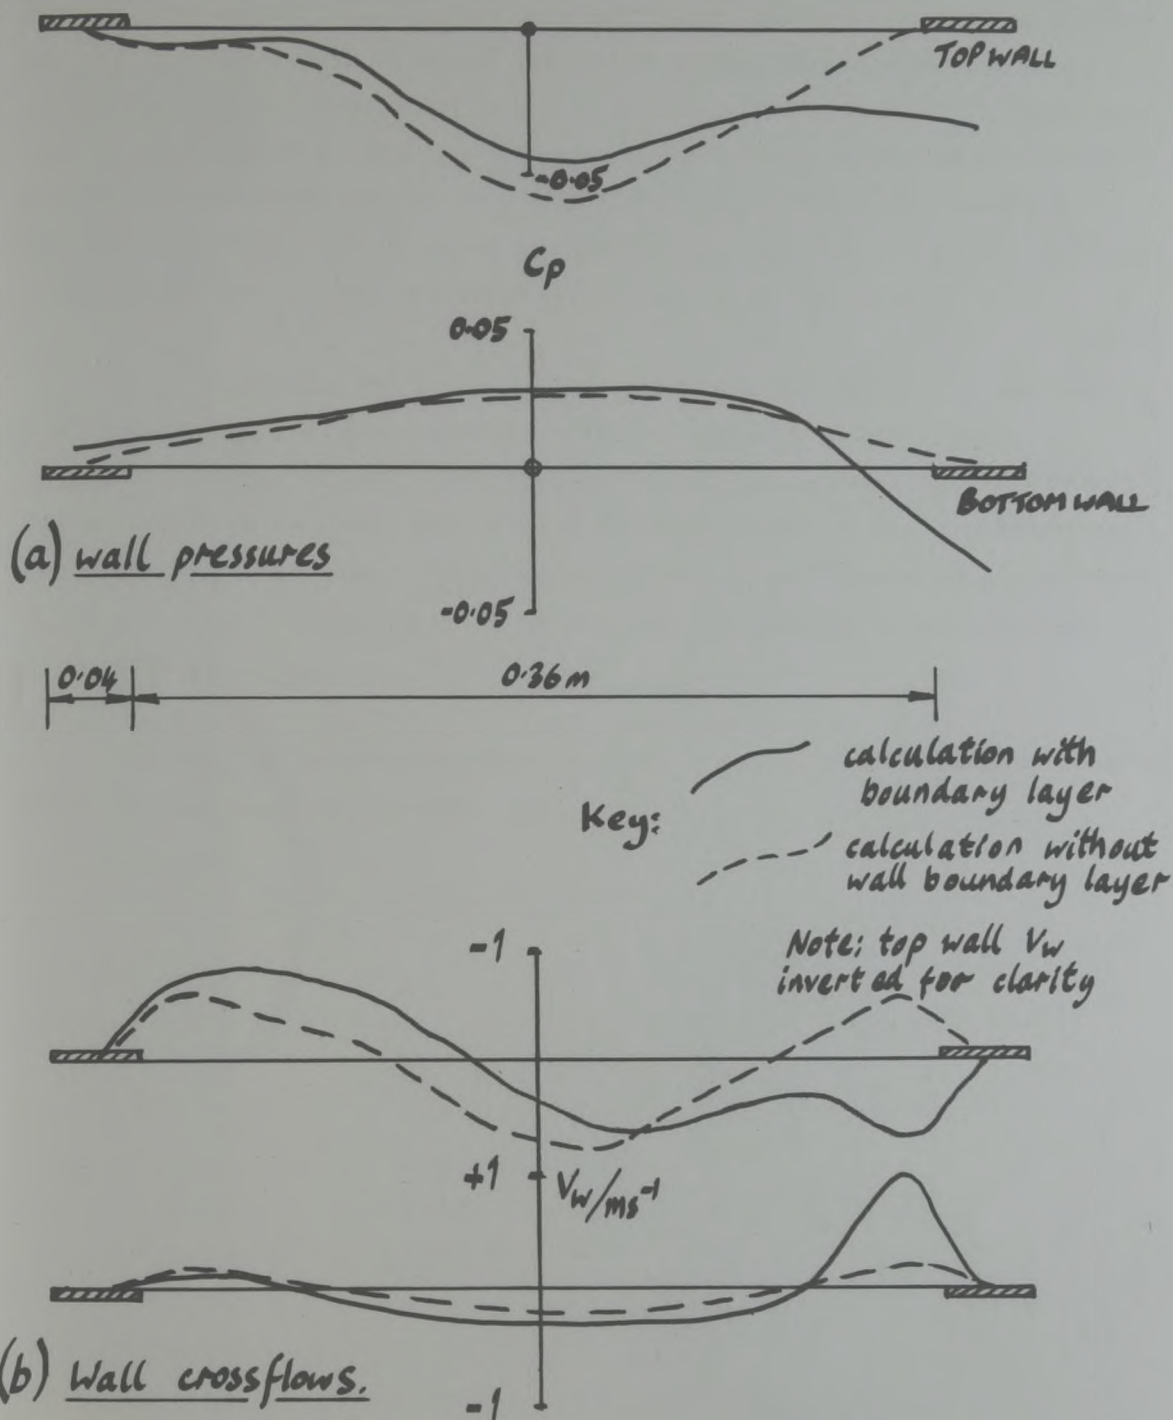 TOP WALL
-0.05
Cp
0.05
BOTTOM WALL
(a) wall pressures
-0.05
0.04
0.36m
Key:
calculation with
boundary layer
calculation without
wall boundary layer
-1
Note: top wall Vw
inverted for clarity
+1
Vw/ms⁻¹
(b) Wall crossflows.
-1